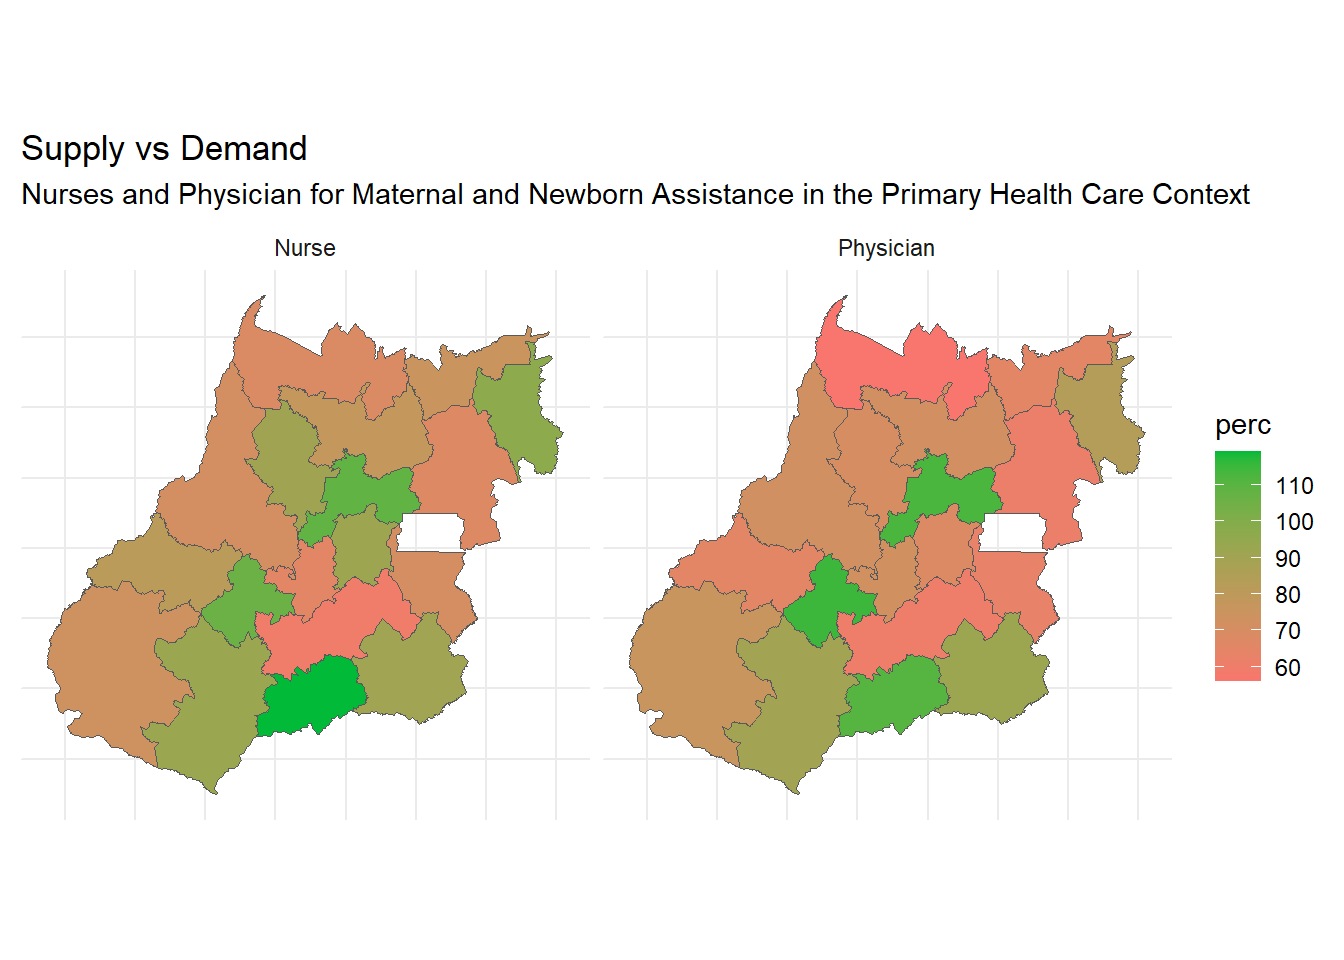 Supply vs Demand
Nurses and Physician for Maternal and Newborn Assistance in the Primary Health Care Context
Nurse
Physician
perc
110
100
90
80
70
60